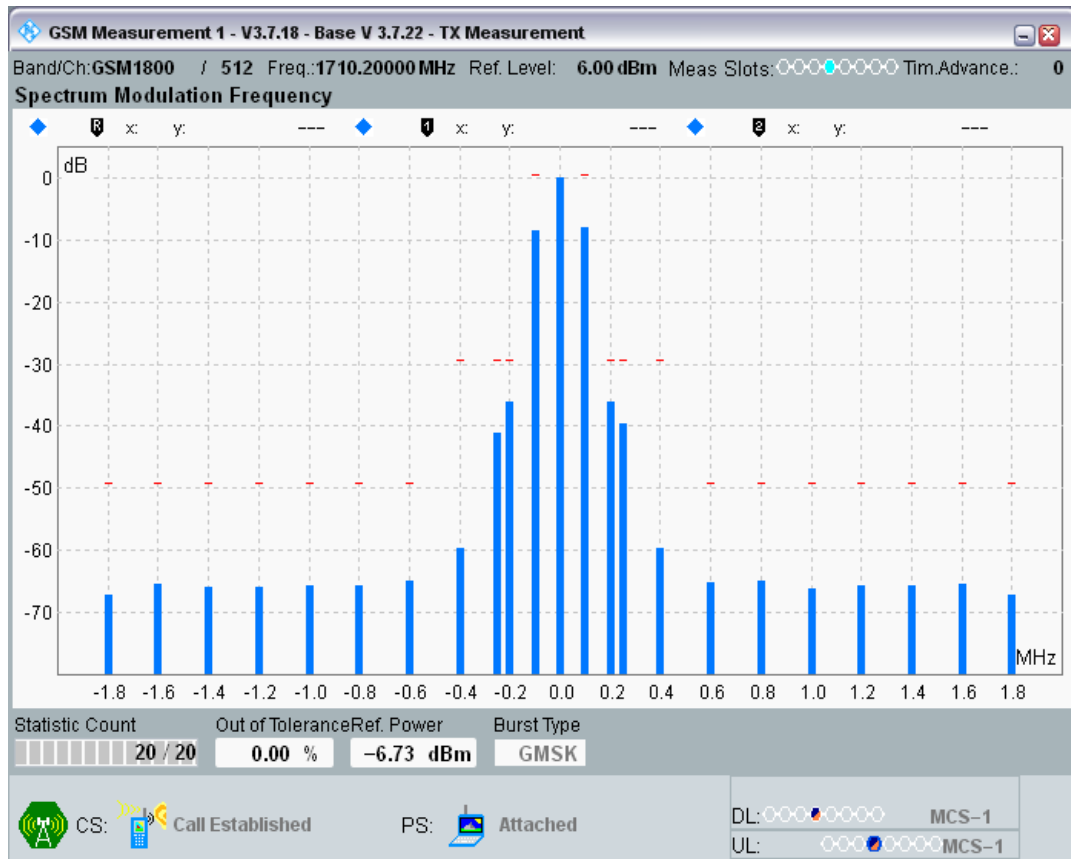 GSM Measurement 1 - V3.7.18 - Base V 3.7.22 - TX Measurement
Band/Ch:GSM1800 / 512 Freq.:1710.20000 MHz Ref. Level: 6.00 dBm Meas Slots: Tim.Advance.: 0
Spectrum Modulation Frequency
R x: y: --- 1 x: y: --- 2 x: y: ---
dB
0
-10
-20
-30
-40
-50
-60
-70
MHz
-1.8 -1.6 -1.4 -1.2 -1.0 -0.8 -0.6 -0.4 -0.2 0.0 0.2 0.4 0.6 0.8 1.0 1.2 1.4 1.6 1.8
Statistic Count Out of Tolerance Ref. Power Burst Type
20 / 20 0.00 % −6.73 dBm GMSK
CS: Call Established PS: Attached
DL: MCS−1
UL: MCS−1